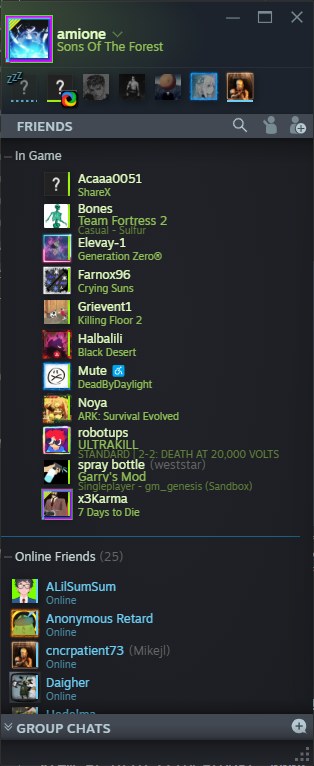 amione
Sons Of The Forest
zzz
?
?
FRIENDS
In Game
?
Acaaa0051
ShareX
Bones
Team Fortress 2
Casual - Sulfur
Elevay-1
Generation Zero®
Farnox96
Crying Suns
Grievent1
Killing Floor 2
Halbalili
Black Desert
Mute
DeadByDaylight
Noya
ARK: Survival Evolved
robotups
ULTRAKILL
STANDARD | 2-2: DEATH AT 20,000 VOLTS
spray bottle (weststar)
Garry's Mod
Singleplayer - gm_genesis (Sandbox)
x3Karma
7 Days to Die
Online Friends (25)
ALilSumSum
Online
Anonymous Retard
Online
cncrpatient73 (Mikejl)
Online
Daigher
Online
GROUP CHATS